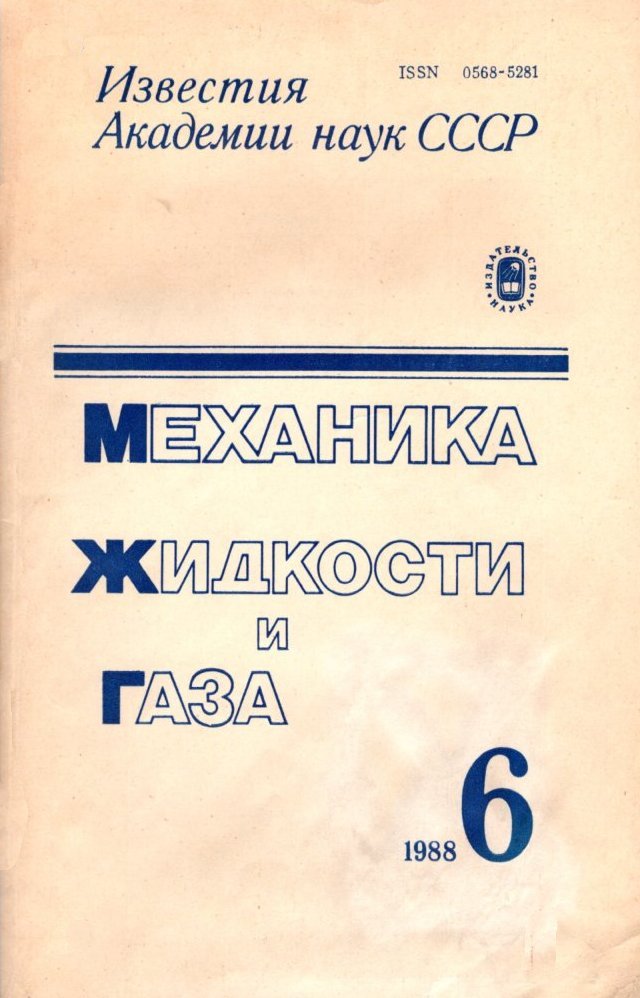 ISSN 0568-5281
Известия
Академии наук СССР
ИЗДАТЕЛЬСТВО
НАУКА
МЕХАНИКА
ЖИДКОСТИ
И
ГАЗА
1988 6